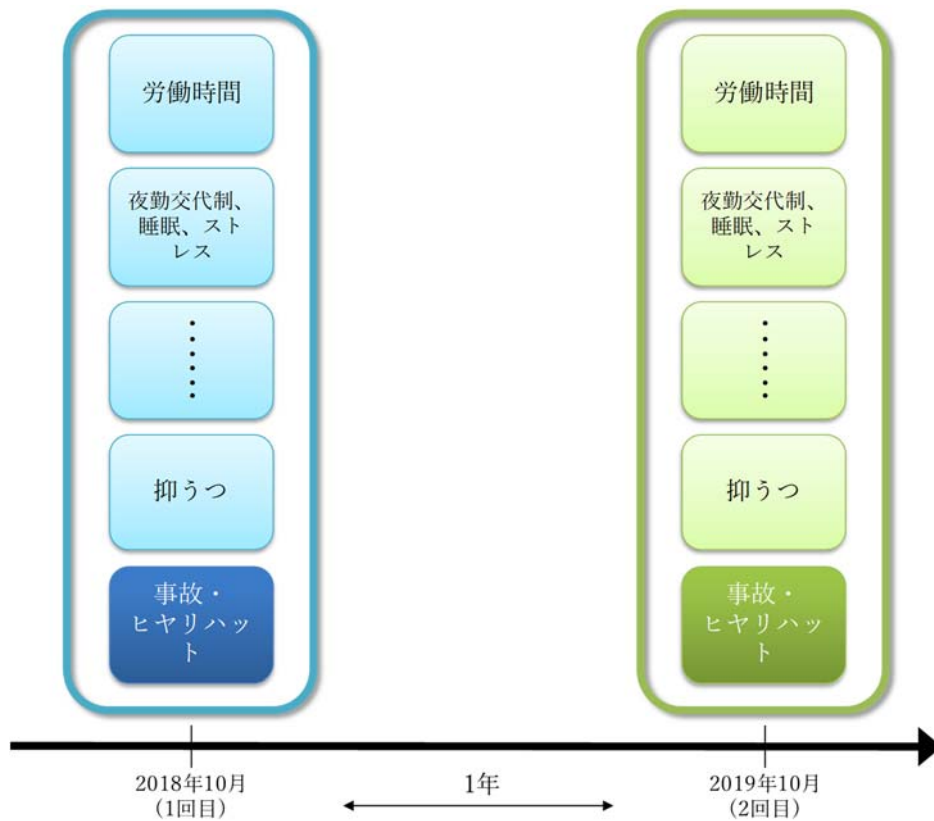 労働時間
夜勤交代制、
睡眠、スト
レス
抑うつ
事故・
ヒヤリハッ
ト
労働時間
夜勤交代制、
睡眠、スト
レス
抑うつ
事故・
ヒヤリハッ
ト
2018年10月
(1回目)
1年
2019年10月
(2回目)